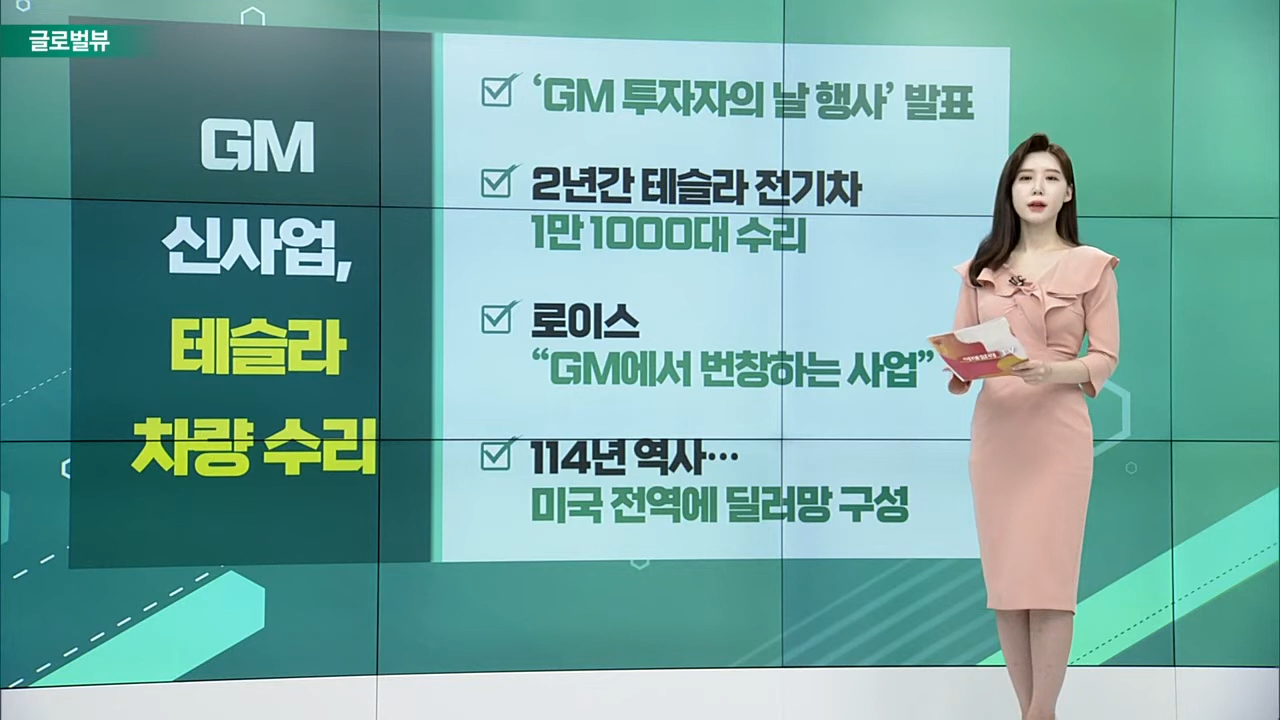 글로벌뷰
GM
신사업,
테슬라
차량 수리
‘GM 투자자의 날 행사’ 발표
2년간 테슬라 전기차
1만 1000대 수리
로이스
“GM에서 번창하는 사업”
114년 역사…
미국 전역에 딜러망 구성